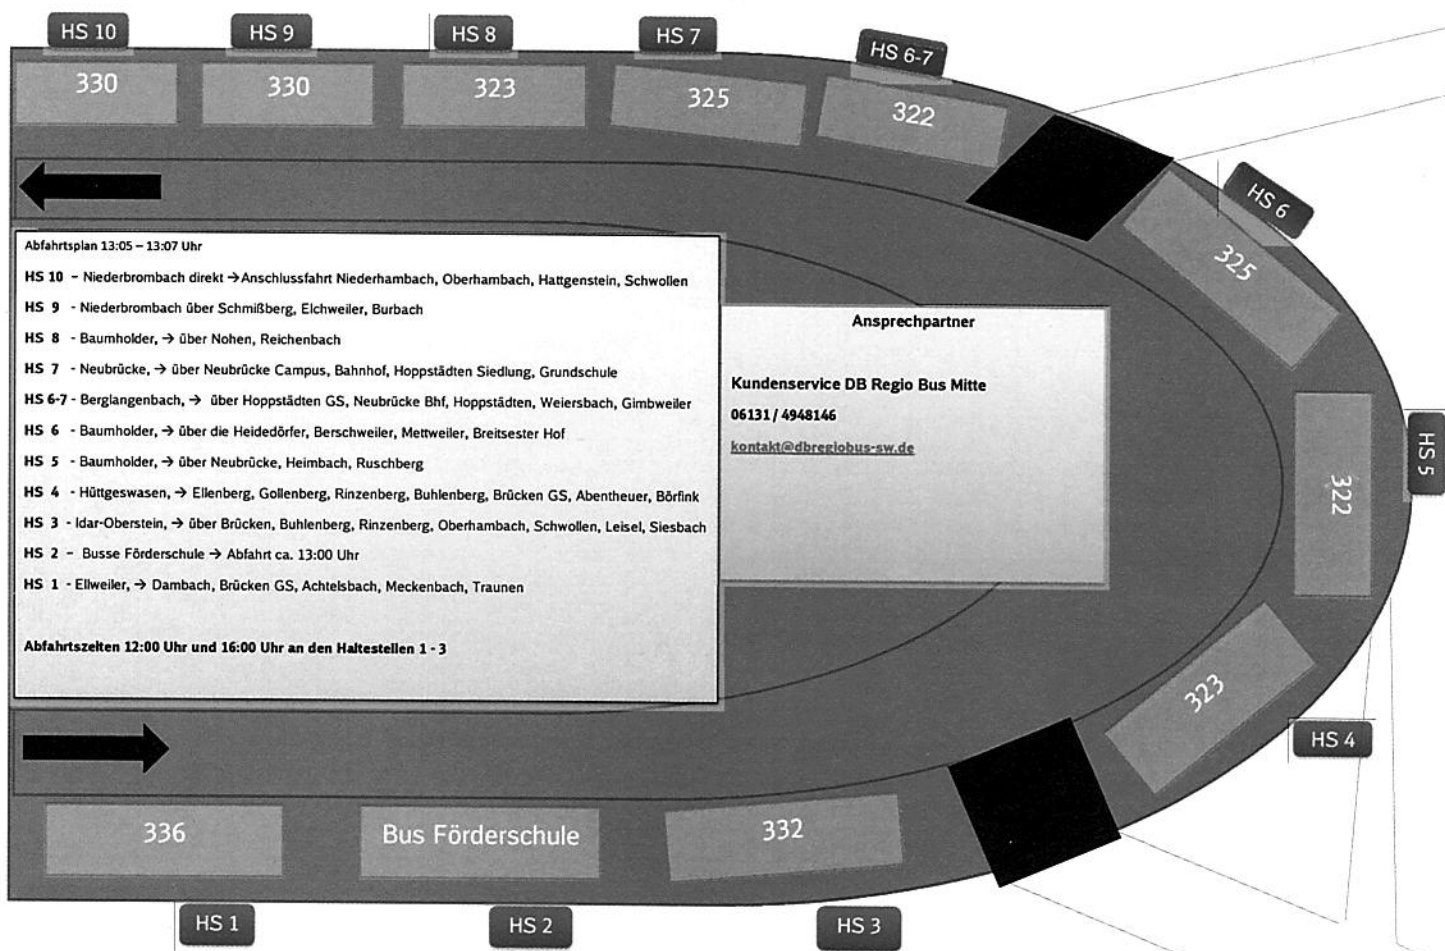 HS 10
HS 9
HS 8
HS 7
HS 6-7
330
330
323
325
322
HS 6
325
Abfahrtsplan 13:05 – 13:07 Uhr
HS 10 – Niederbrombach direkt →Anschlussfahrt Niederhambach, Oberhambach, Hattgenstein, Schwollen
HS 9 - Niederbrombach über Schmißberg, Elchweiler, Burbach
HS 8 - Baumholder, → über Nohen, Reichenbach
HS 7 - Neubrücke, → über Neubrücke Campus, Bahnhof, Hoppstädten Siedlung, Grundschule
HS 6-7 - Berglangenbach, → über Hoppstädten GS, Neubrücke Bhf, Hoppstädten, Weiersbach, Gimbweiler
HS 6 - Baumholder, → über die Heidedörfer, Berschweiler, Mettweiler, Breitsester Hof
HS 5 - Baumholder, → über Neubrücke, Heimbach, Ruschberg
HS 4 - Hüttgeswasen, → Ellenberg, Gollenberg, Rinzenberg, Buhlenberg, Brücken GS, Abentheuer, Börfink
HS 3 - Idar-Oberstein, → über Brücken, Buhlenberg, Rinzenberg, Oberhambach, Schwollen, Leisel, Siesbach
HS 2 – Busse Förderschule → Abfahrt ca. 13:00 Uhr
HS 1 - Ellweiler, → Dambach, Brücken GS, Achtelsbach, Meckenbach, Traunen
Abfahrtszeiten 12:00 Uhr und 16:00 Uhr an den Haltestellen 1 - 3
Ansprechpartner
Kundenservice DB Regio Bus Mitte
06131 / 4948146
kontakt@dbregiobus-sw.de
HS 5
322
323
HS 4
336
Bus Förderschule
332
HS 1
HS 2
HS 3